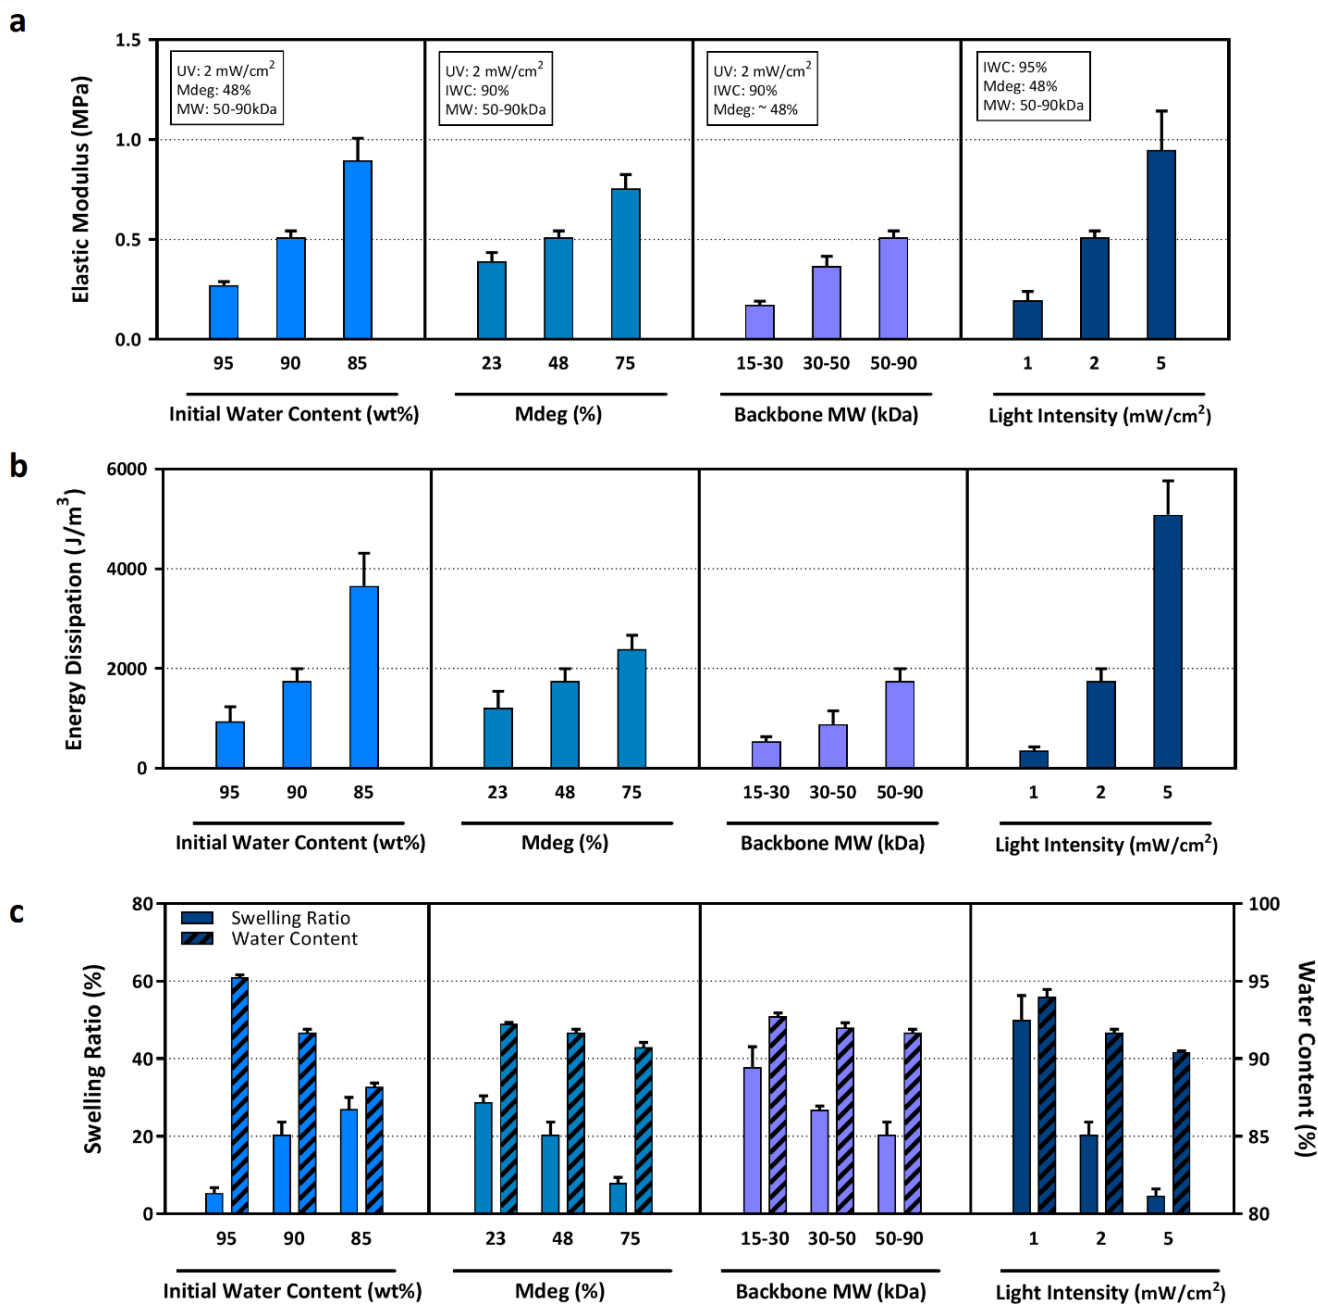 a
Elastic Modulus (MPa)
1.5
1.0
0.5
0.0
UV: 2 mW/cm²
Mdeg: 48%
MW: 50-90kDa
UV: 2 mW/cm²
IWC: 90%
MW: 50-90kDa
UV: 2 mW/cm²
IWC: 90%
Mdeg: ~ 48%
IWC: 95%
Mdeg: 48%
MW: 50-90kDa
95 90 85 23 48 75 15-30 30-50 50-90 1 2 5
Initial Water Content (wt%) Mdeg (%) Backbone MW (kDa) Light Intensity (mW/cm²)
b
Energy Dissipation (J/m³)
6000
4000
2000
0
95 90 85 23 48 75 15-30 30-50 50-90 1 2 5
Initial Water Content (wt%) Mdeg (%) Backbone MW (kDa) Light Intensity (mW/cm²)
c
Swelling Ratio (%)
80
60
40
20
0
Swelling Ratio
Water Content
100
95
90
85
80
Water Content (%)
95 90 85 23 48 75 15-30 30-50 50-90 1 2 5
Initial Water Content (wt%) Mdeg (%) Backbone MW (kDa) Light Intensity (mW/cm²)